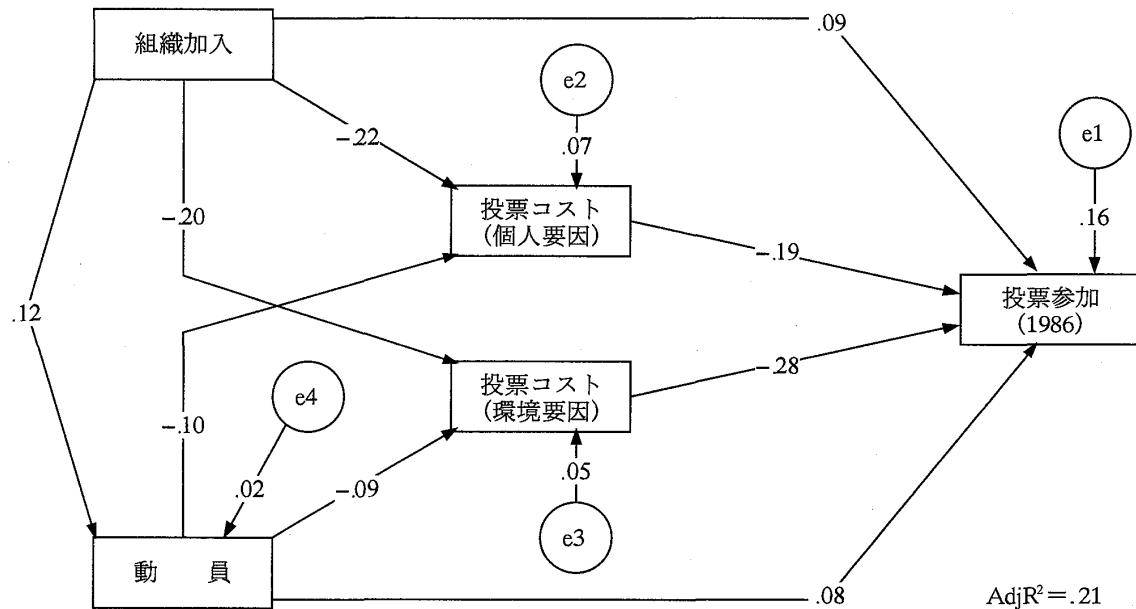 組織加入
.09
e2
e1
-.22
.07
.16
投票コスト
(個人要因)
-.20
-.19
投票参加
(1986)
.12
投票コスト
(環境要因)
-.28
e4
-.10
.02
-.09
.05
e3
動　員
.08
AdjR²=.21